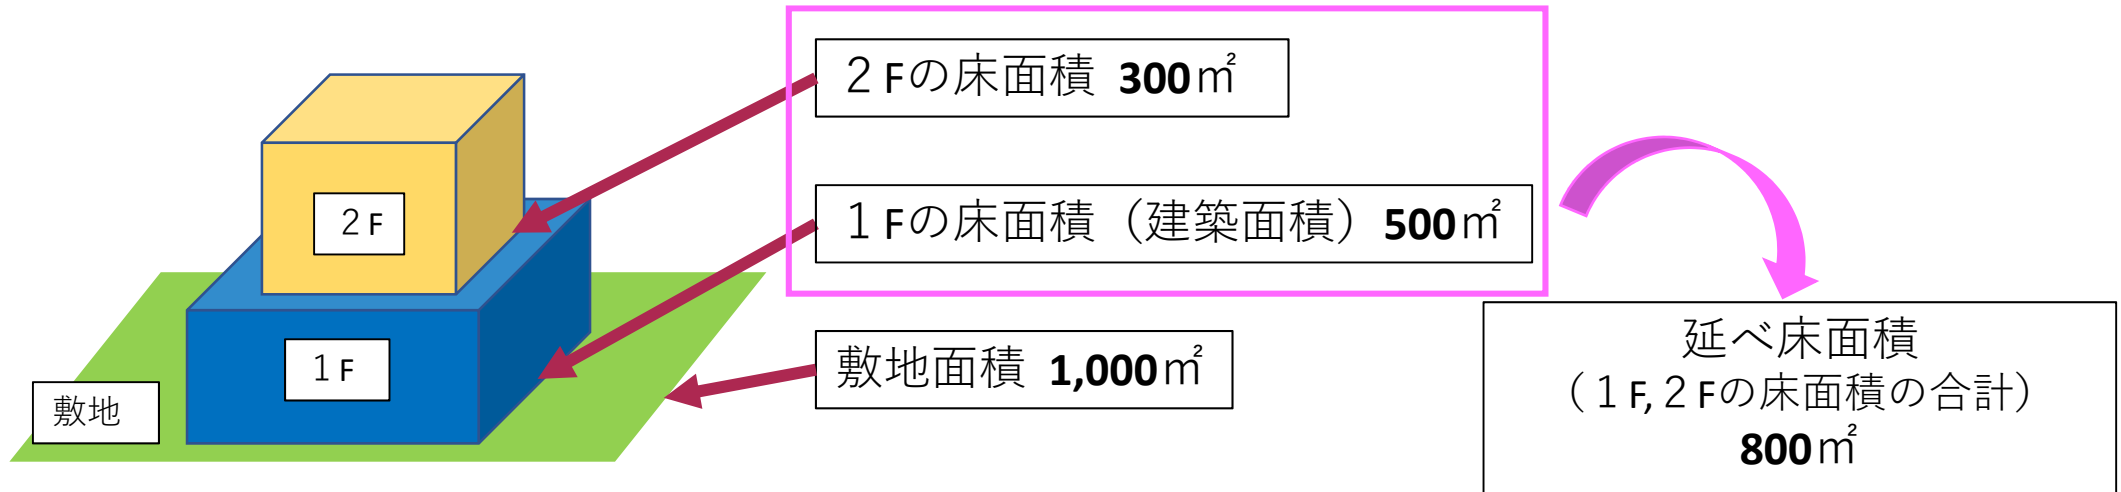 ２Fの床面積 300㎡
１Fの床面積（建築面積）500㎡
敷地面積 1,000㎡
２F
１F
敷地
延べ床面積
（１F,２Fの床面積の合計）
800㎡